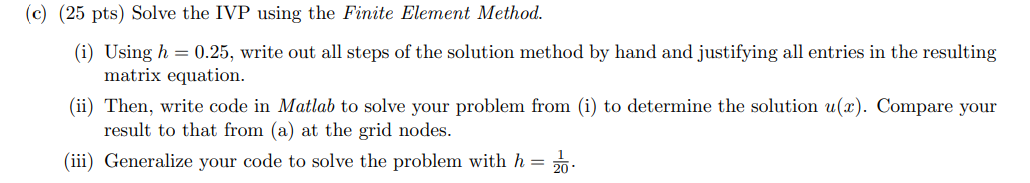 (c) (25 pts) Solve the IVP using the Finite Element Method.
(i) Using h = 0.25, write out all steps of the solution method by hand and justifying all entries in the resulting
matrix equation.
(ii) Then, write code in Matlab to solve your problem from (i) to determine the solution u(x). Compare your
result to that from (a) at the grid nodes.
(iii) Generalize your code to solve the problem with h = 1/20.